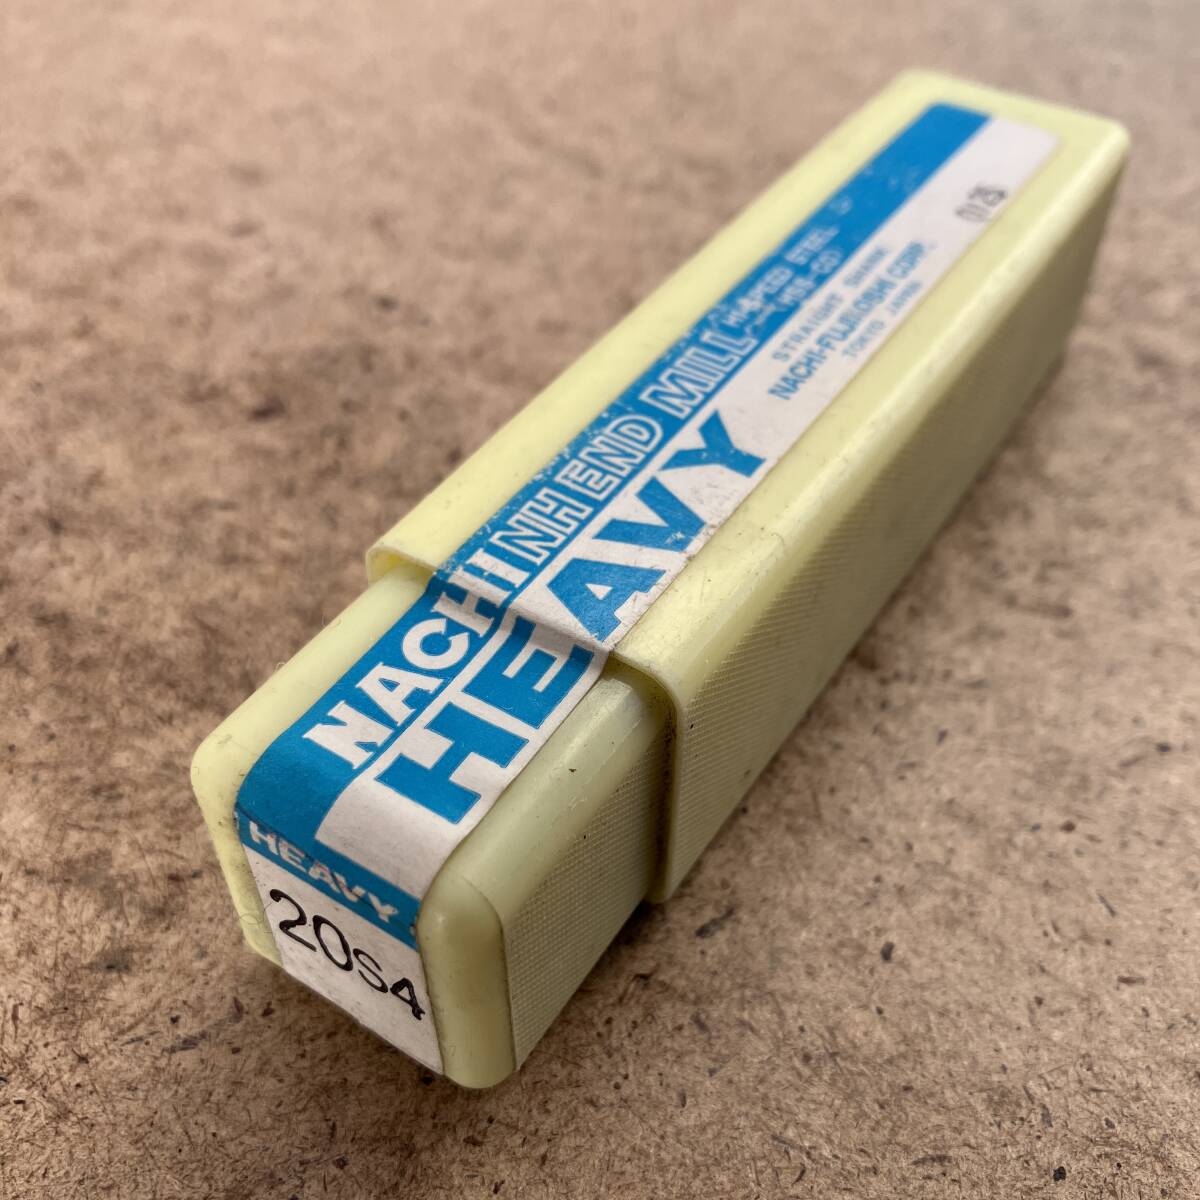 NACHI NH END MILL
HI-SPEED STEEL
HSS-CO
HEAVY
STRAIGHT SHANK
NACHI-FUJIKOSHI CORP.
TOKYO JAPAN
HEAVY
20S4